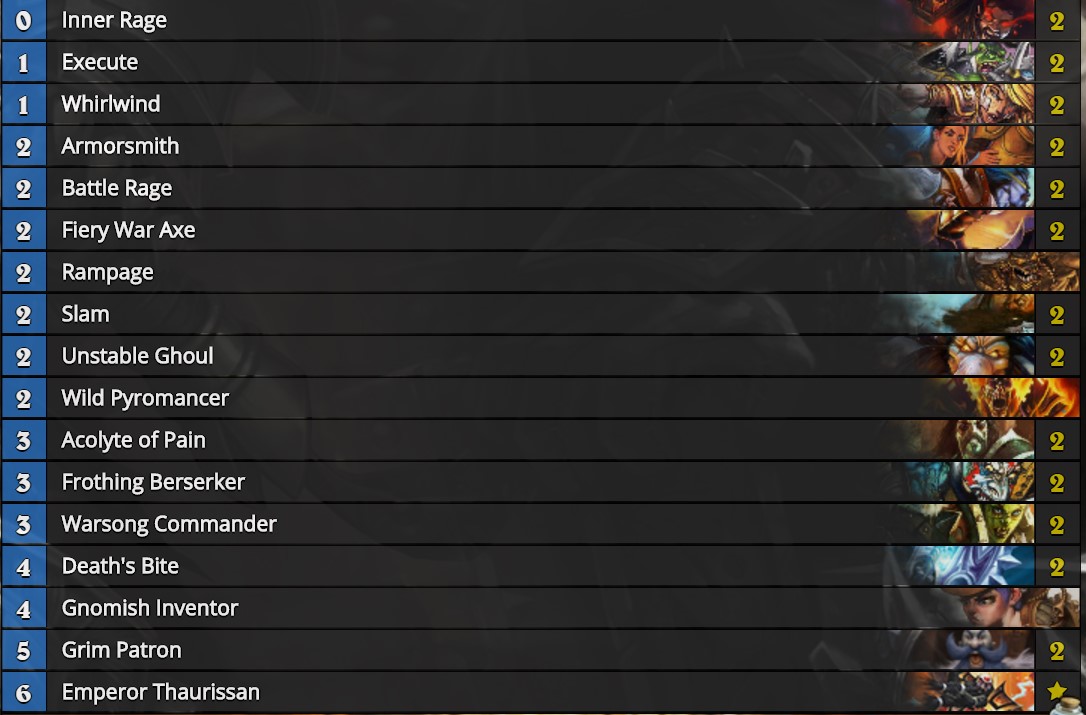 0 Inner Rage 2
1 Execute 2
1 Whirlwind 2
2 Armorsmith 2
2 Battle Rage 2
2 Fiery War Axe 2
2 Rampage
2 Slam 2
2 Unstable Ghoul 2
2 Wild Pyromancer
3 Acolyte of Pain 2
3 Frothing Berserker 2
3 Warsong Commander 2
4 Death's Bite 2
4 Gnomish Inventor
5 Grim Patron 2
6 Emperor Thaurissan